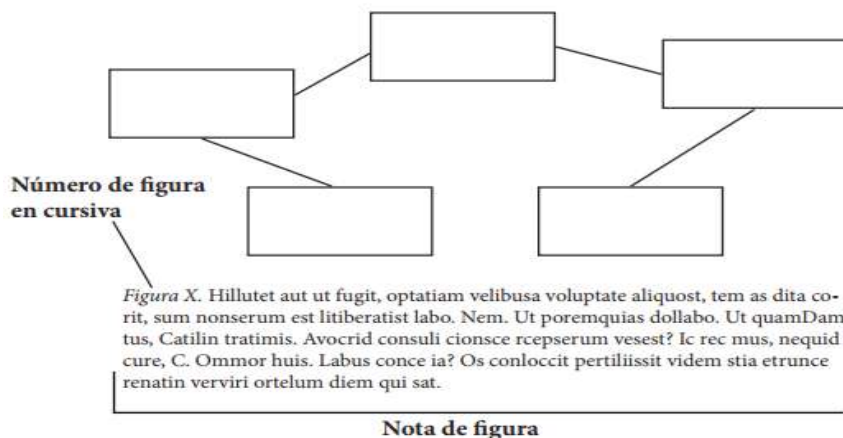 Número de figura
en cursiva
Figura X. Hillutet aut ut fugit, optatiam velibusa voluptate aliquost, tem as dita co-
rit, sum nonserum est litiberatist labo. Nem. Ut poremquias dollabo. Ut quamDam
tus, Catilin tratimis. Avocrid consuli cionsce rcepserum vesest? Ic rec mus, nequid
cure, C. Ommor huis. Labus conce ia? Os conloccit pertiliissit videm stia etrunce
renatin verviri ortelum diem qui sat.
Nota de figura